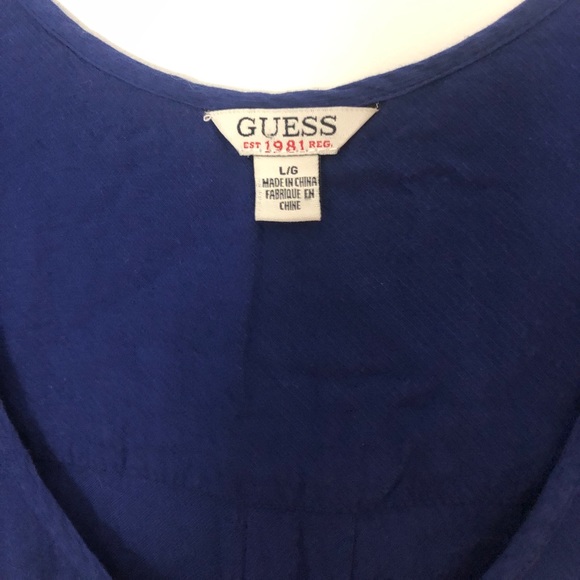 GUESS
EST 1981 REG.
L/G
MADE IN CHINA
FABRIQUE EN
CHINE